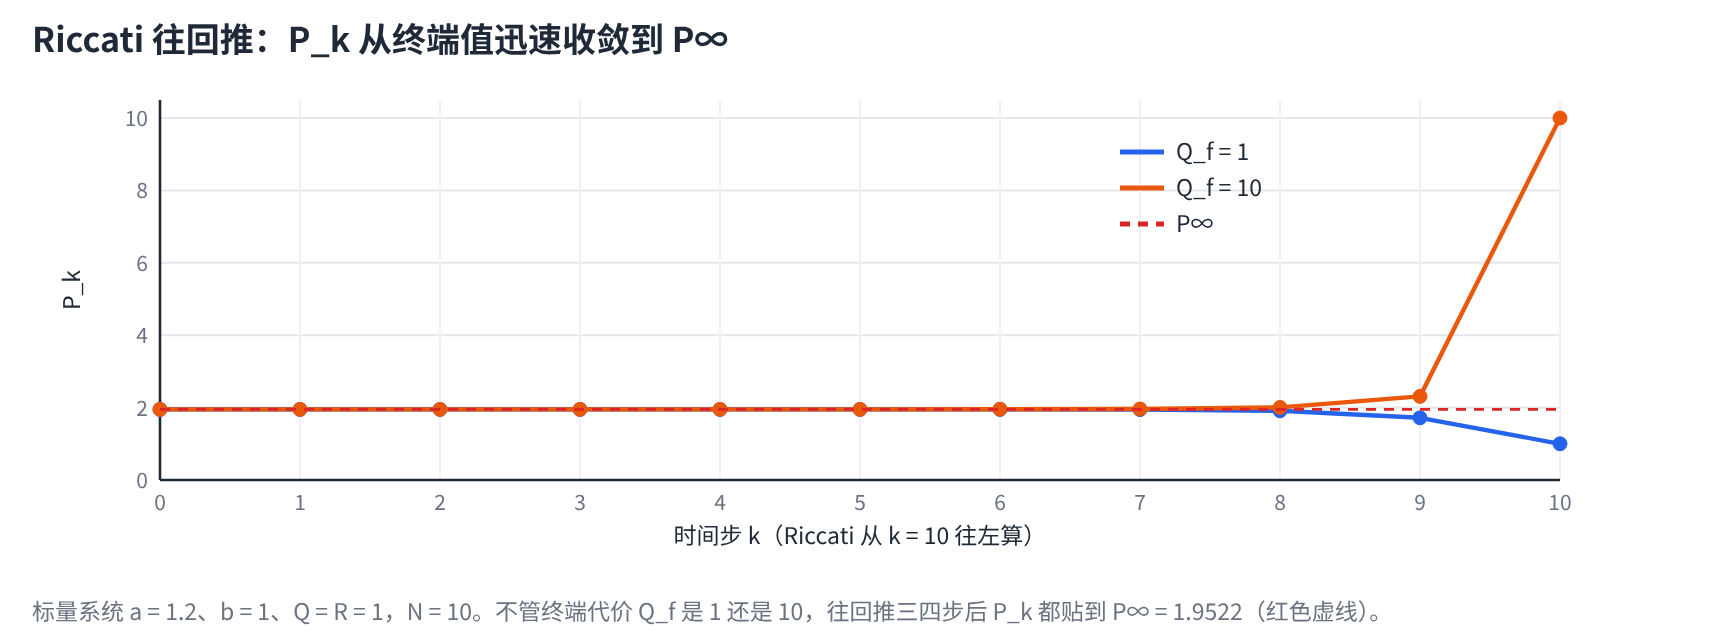 Riccati 往回推：P_k 从终端值迅速收敛到 P∞
10
8
6
4
2
0
P_k
Q_f = 1
Q_f = 10
P∞
0 1 2 3 4 5 6 7 8 9 10
时间步 k（Riccati 从 k = 10 往左算）
标量系统 a = 1.2、b = 1、Q = R = 1，N = 10。不管终端代价 Q_f 是 1 还是 10，往回推三四步后 P_k 都贴到 P∞ = 1.9522（红色虚线）。